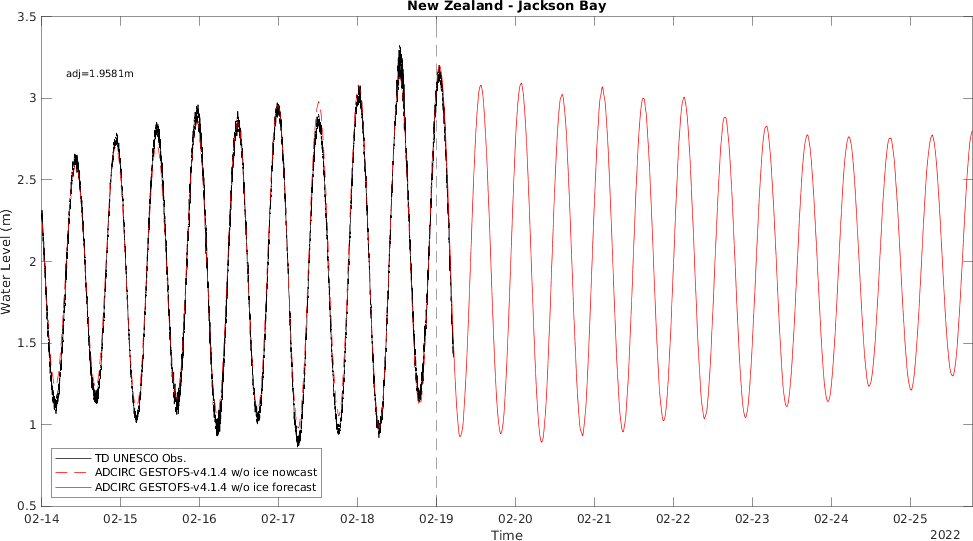 New Zealand - Jackson Bay
3.5
3
2.5
2
1.5
1
0.5
Water Level (m)
adj=1.9581m
TD UNESCO Obs.
ADCIRC GESTOFS-v4.1.4 w/o ice nowcast
ADCIRC GESTOFS-v4.1.4 w/o ice forecast
02-14 02-15 02-16 02-17 02-18 02-19 02-20 02-21 02-22 02-23 02-24 02-25
Time
2022